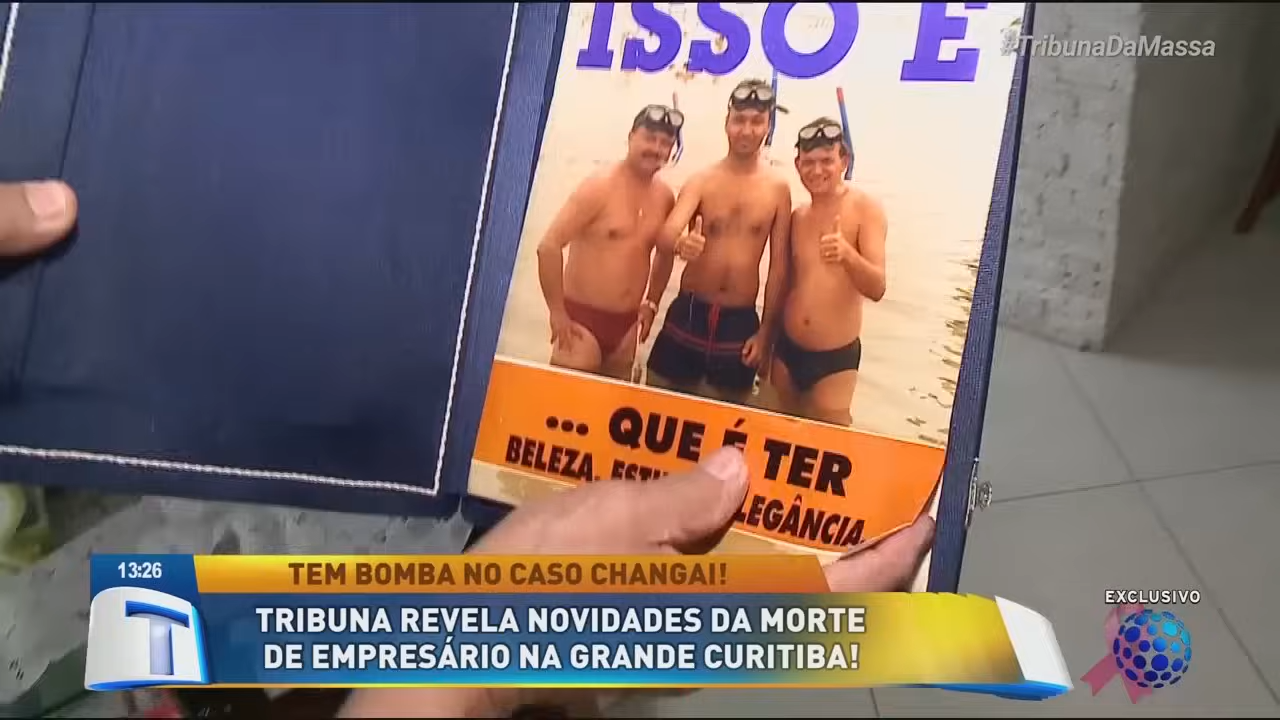 ISSO É
#TribunaDaMassa
... QUE É TER
BELEZA, ELEGÂNCIA
EXCLUSIVO
13:26
TEM BOMBA NO CASO CHANGAI!
T
TRIBUNA REVELA NOVIDADES DA MORTE
DE EMPRESÁRIO NA GRANDE CURITIBA!